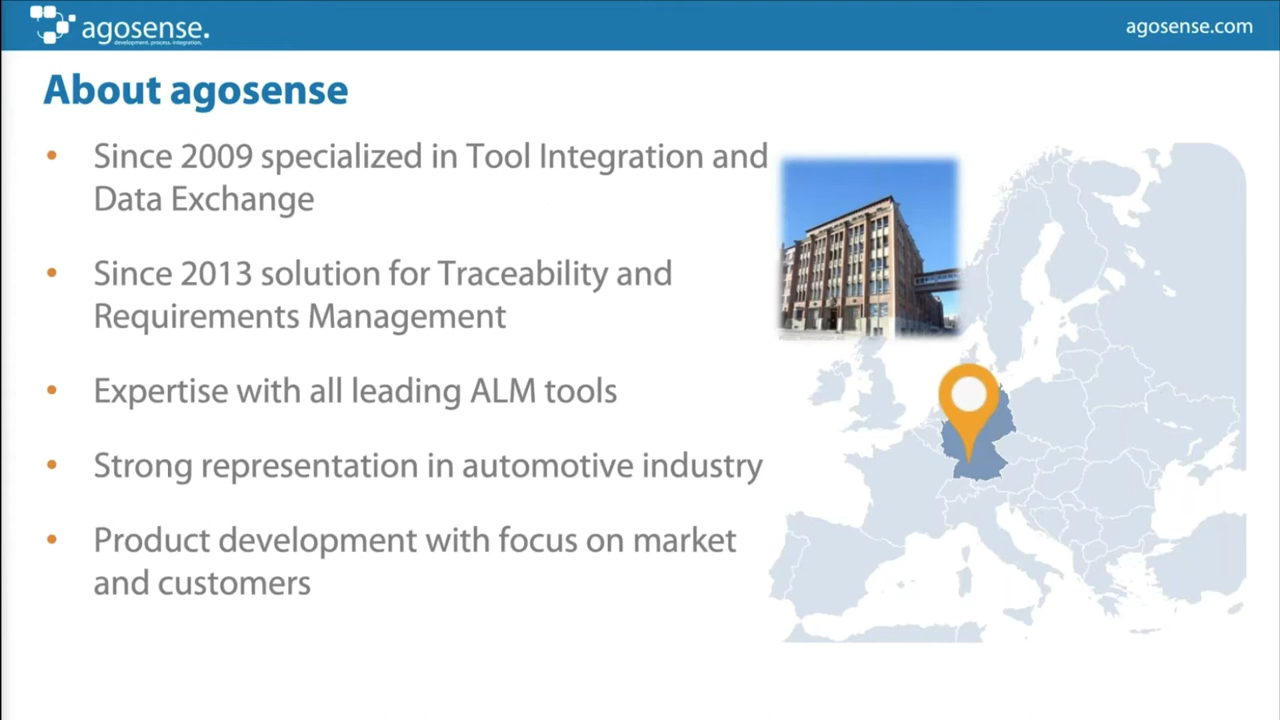 agosense.
development, process, integration.
agosense.com
About agosense
• Since 2009 specialized in Tool Integration and
Data Exchange
• Since 2013 solution for Traceability and
Requirements Management
• Expertise with all leading ALM tools
• Strong representation in automotive industry
• Product development with focus on market
and customers